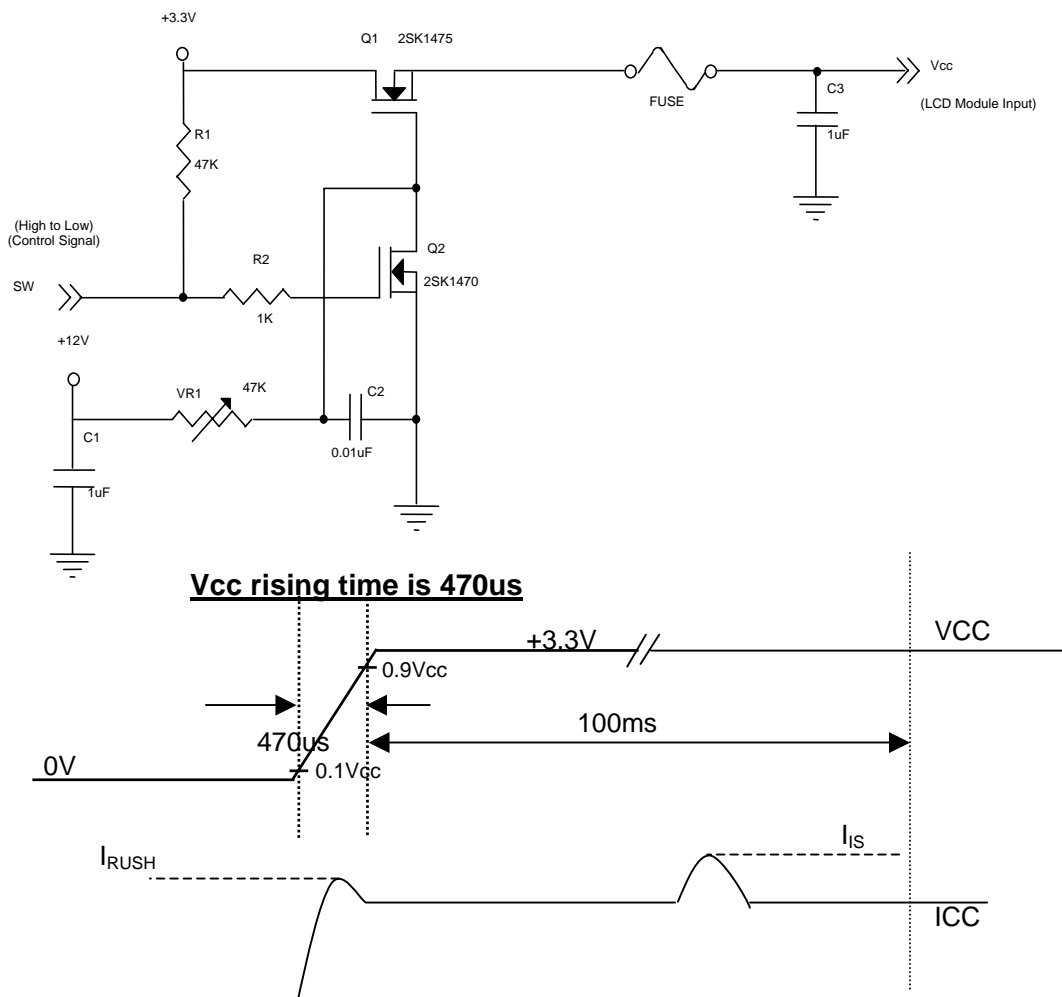 +3.3V
Q1 2SK1475
Vcc
FUSE
C3
(LCD Module Input)
R1
1uF
47K
(High to Low)
(Control Signal)
Q2
R2
SW
2SK1470
1K
+12V
VR1
47K
C2
C1
0.01uF
1uF
Vcc rising time is 470us
+3.3V
VCC
0.9Vcc
470us
100ms
0V
0.1Vcc
IRUSH
IIS
ICC